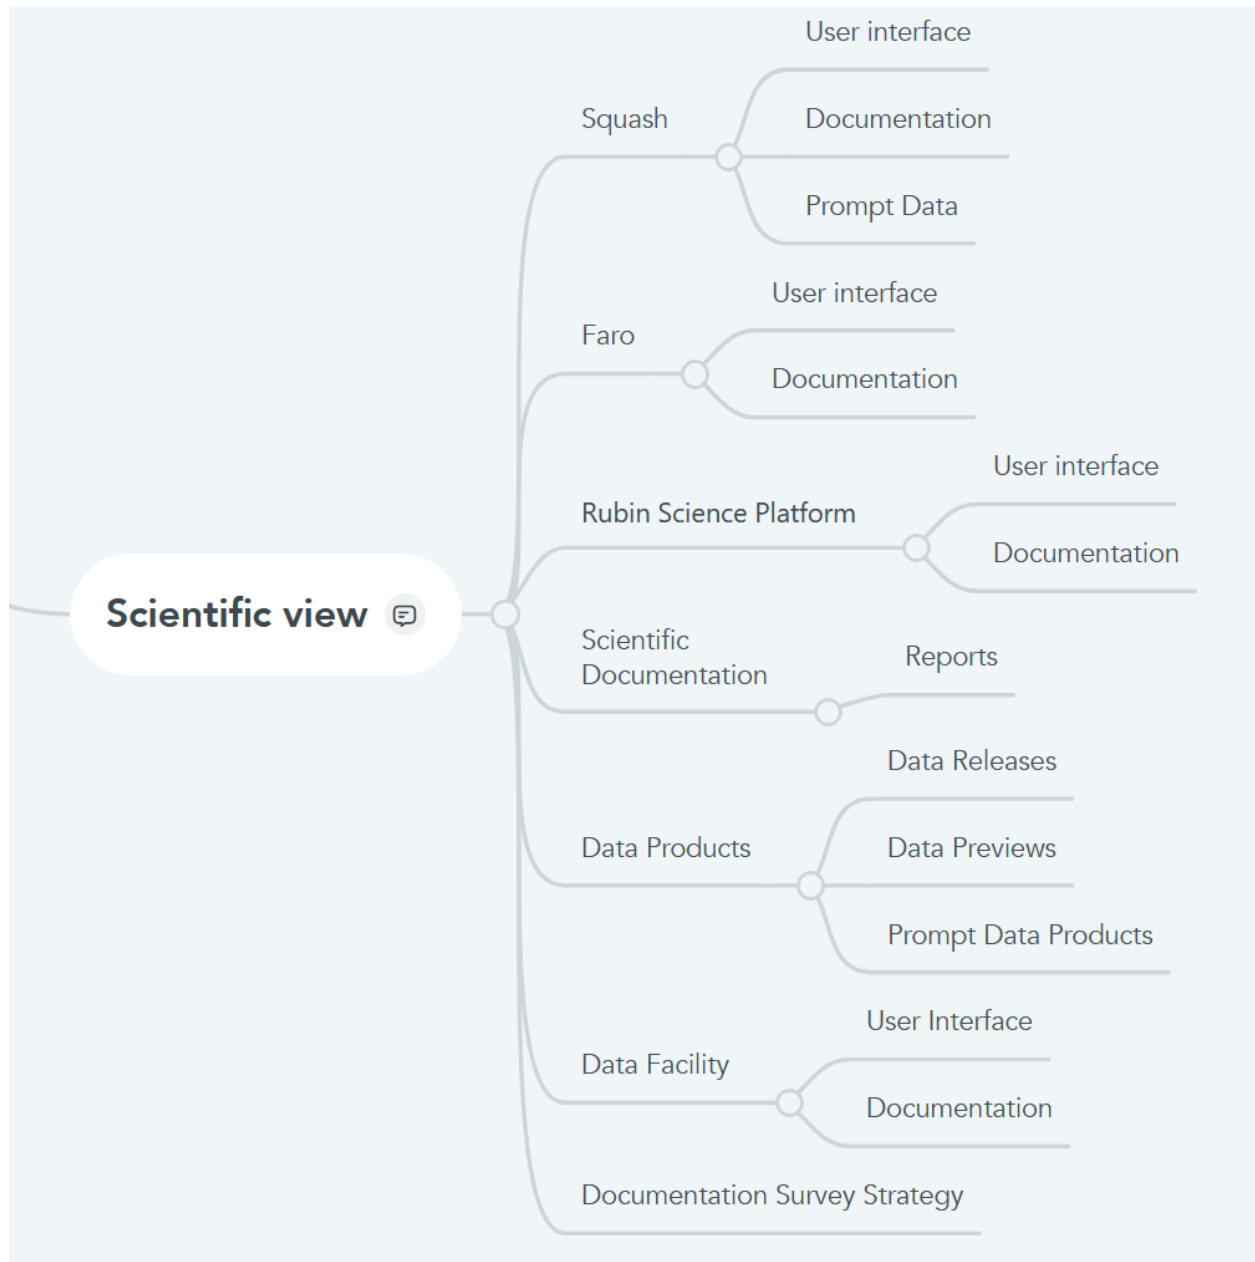 User interface
Squash
Documentation
Prompt Data
User interface
Faro
Documentation
User interface
Rubin Science Platform
Documentation
Scientific view
Scientific
Documentation
Reports
Data Releases
Data Products
Data Previews
Prompt Data Products
User Interface
Data Facility
Documentation
Documentation Survey Strategy